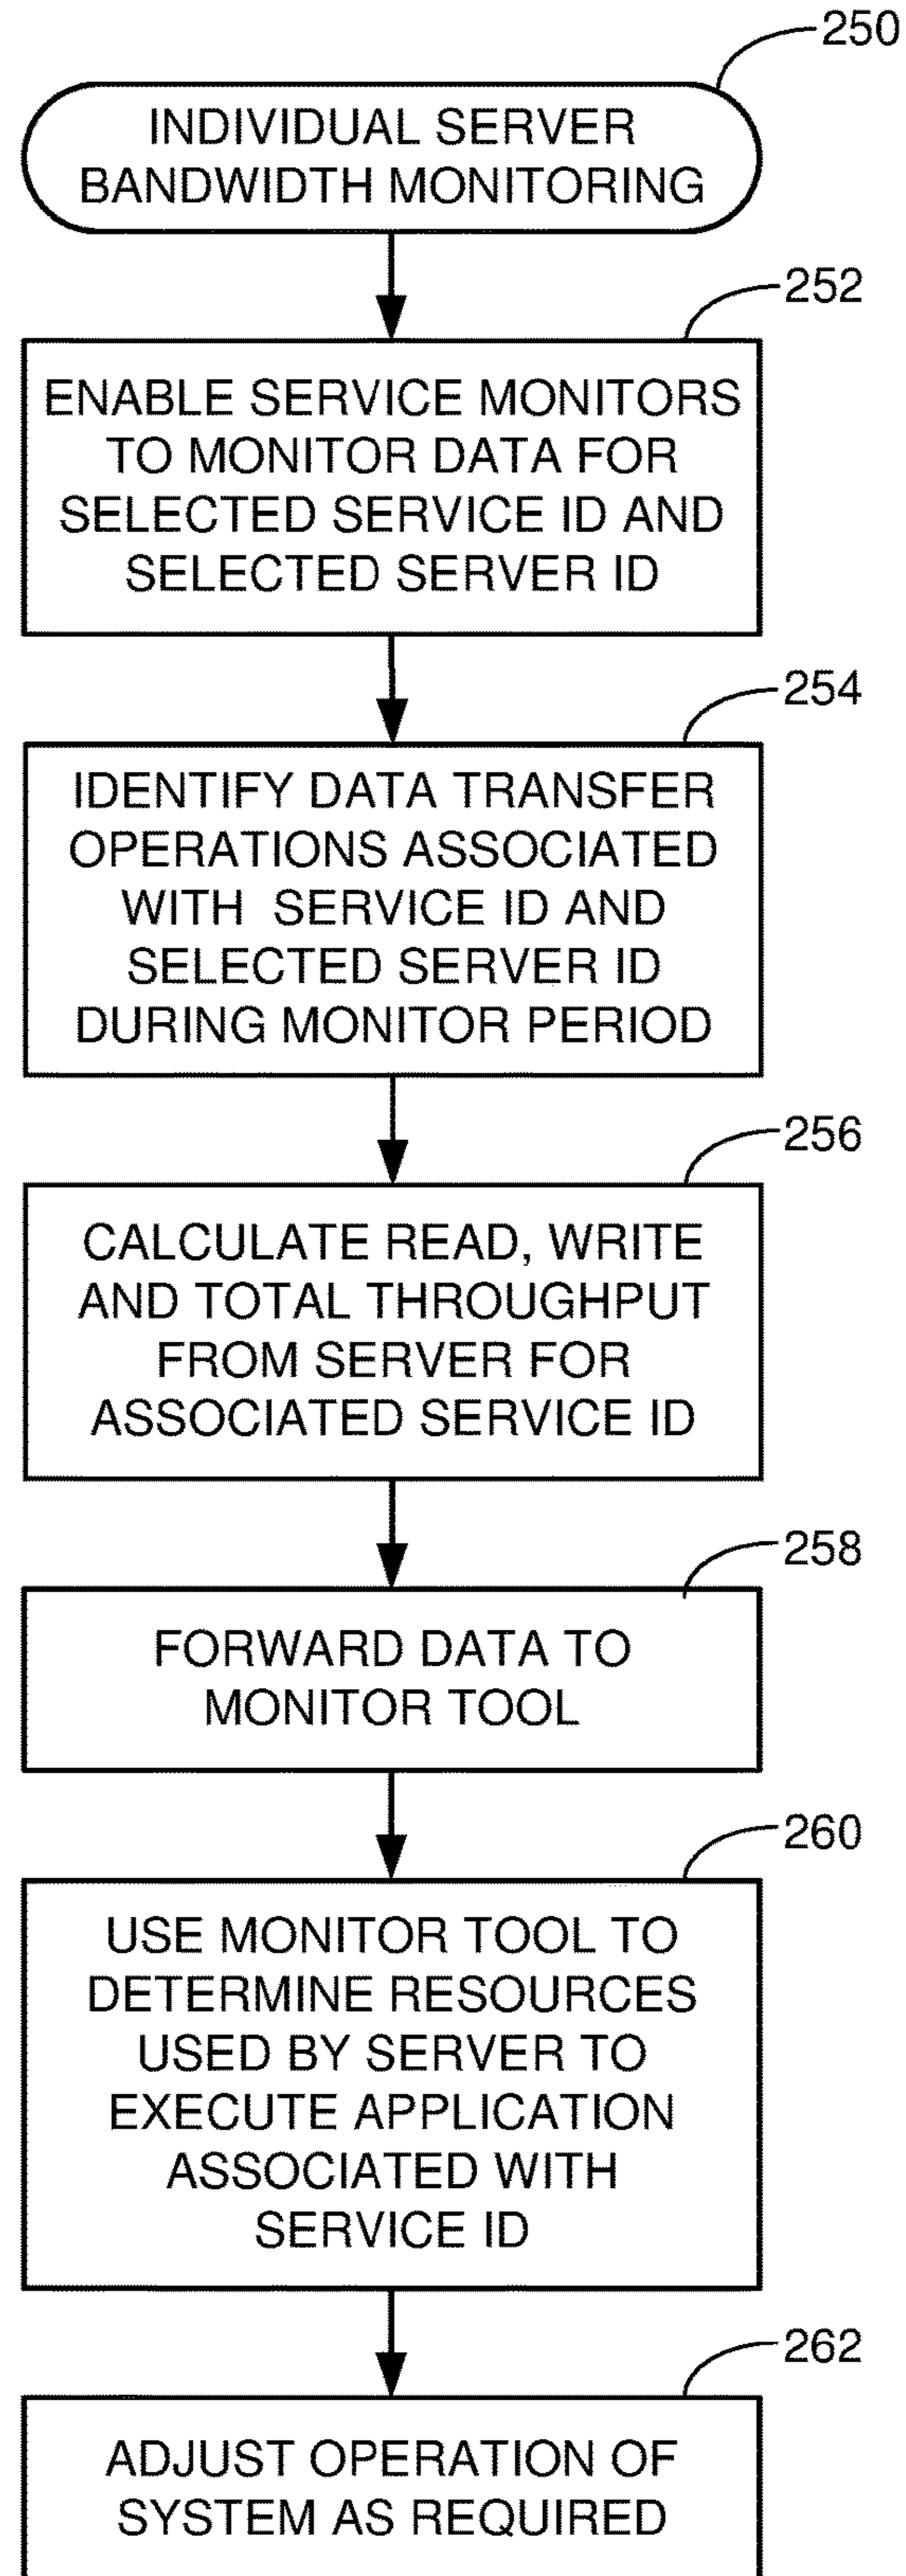 250
INDIVIDUAL SERVER
BANDWIDTH MONITORING
252
ENABLE SERVICE MONITORS
TO MONITOR DATA FOR
SELECTED SERVICE ID AND
SELECTED SERVER ID
254
IDENTIFY DATA TRANSFER
OPERATIONS ASSOCIATED
WITH SERVICE ID AND
SELECTED SERVER ID
DURING MONITOR PERIOD
256
CALCULATE READ, WRITE
AND TOTAL THROUGHPUT
FROM SERVER FOR
ASSOCIATED SERVICE ID
258
FORWARD DATA TO
MONITOR TOOL
260
USE MONITOR TOOL TO
DETERMINE RESOURCES
USED BY SERVER TO
EXECUTE APPLICATION
ASSOCIATED WITH
SERVICE ID
262
ADJUST OPERATION OF
SYSTEM AS REQUIRED